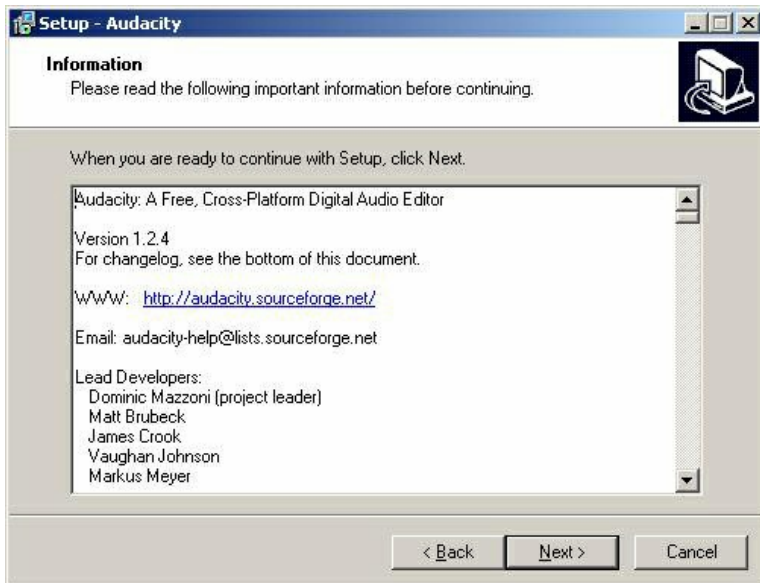 Setup - Audacity
Information
Please read the following important information before continuing.
When you are ready to continue with Setup, click Next.
Audacity: A Free, Cross-Platform Digital Audio Editor
Version 1.2.4
For changelog, see the bottom of this document.
WWW: http://audacity.sourceforge.net/
Email: audacity-help@lists.sourceforge.net
Lead Developers:
Dominic Mazzoni (project leader)
Matt Brubeck
James Crook
Vaughan Johnson
Markus Meyer
< Back Next > Cancel